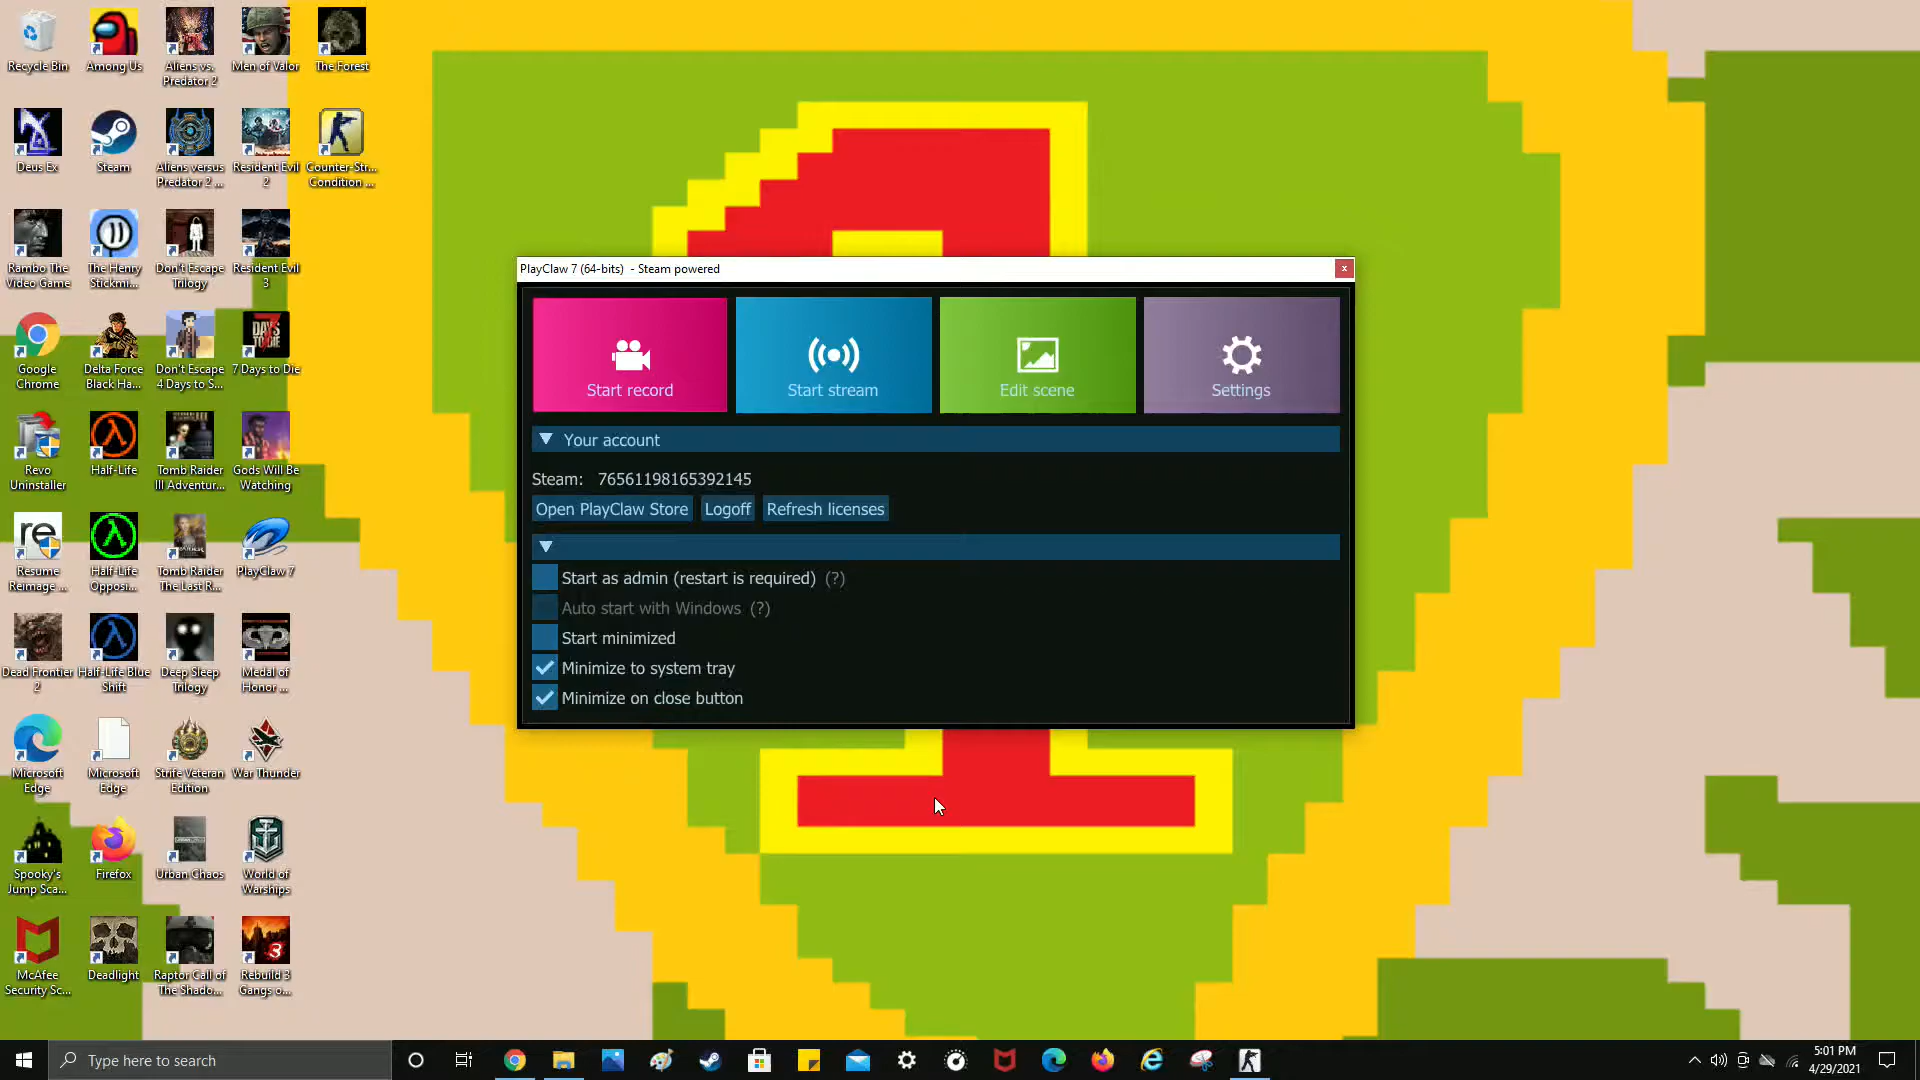 Recycle Bin
Among Us
Aliens vs.
Predator 2
Men of Valor
The Forest
Deus Ex
Steam
Aliens versus
Predator 2 ...
Resident Evil
2
Counter-Str...
Condition ...
Rambo The
Video Game
The Henry
Stickmi...
Don't Escape
Trilogy
Resident Evil
3
Google
Chrome
Delta Force
Black Ha...
Don't Escape
4 Days to S...
7 DAYS TO DIE
7 Days to Die
Revo
Uninstaller
Half-Life
Tomb Raider
III Adventur...
Gods Will Be
Watching
re
Resume
Reimage ...
Half-Life
Opposi...
Tomb Raider
The Last R...
PlayClaw 7
Dead Frontier
2
Half-Life Blue
Shift
Deep Sleep
Trilogy
Medal of
Honor ...
Microsoft
Edge
Microsoft
Edge
Strife Veteran
Edition
War Thunder
Spooky's
Jump Sca...
Firefox
Urban Chaos
World of
Warships
McAfee
Security Sc...
Deadlight
Raptor Call of
The Shado...
3
Rebuild 3
Gangs o...
PlayClaw 7 (64-bits) - Steam powered
x
Start record
Start stream
Edit scene
Settings
Your account
Steam: 76561198165392145
Open PlayClaw Store
Logoff
Refresh licenses
Start as admin (restart is required) (?)
Auto start with Windows (?)
Start minimized
Minimize to system tray
Minimize on close button
Type here to search
5:01 PM
4/29/2021